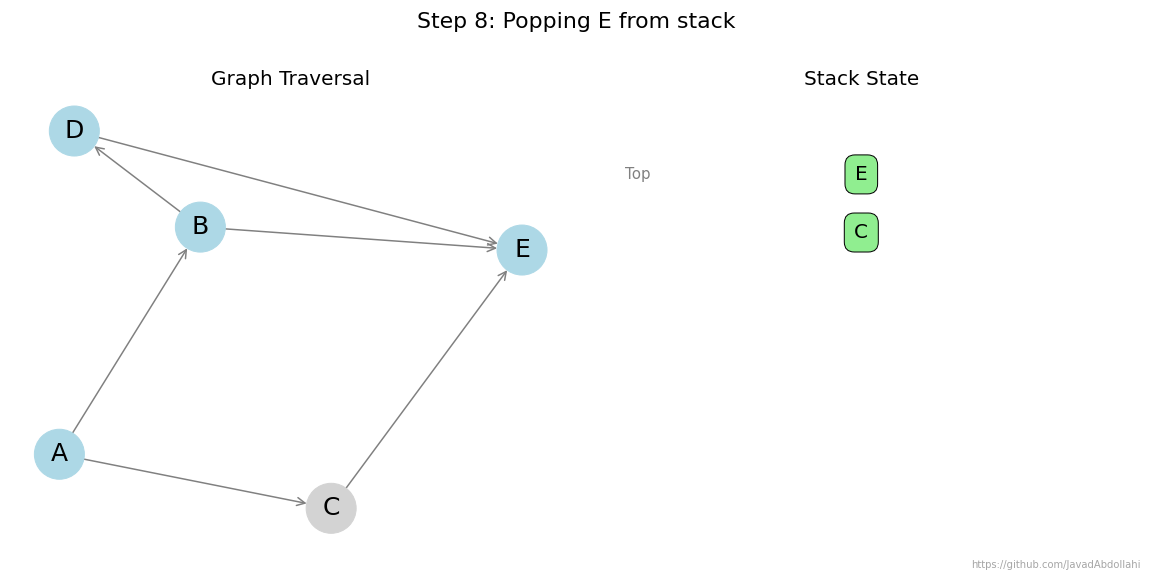 Step 8: Popping E from stack
Graph Traversal
D
B
E
A
C
Stack State
Top
E
C
https://github.com/JavadAbdollahi